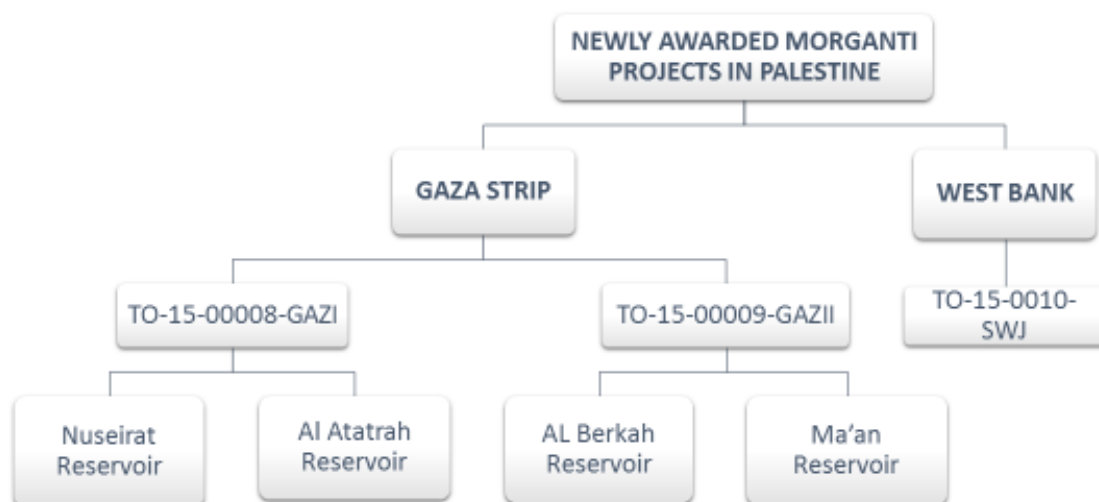 NEWLY AWARDED MORGANTI
PROJECTS IN PALESTINE
GAZA STRIP
WEST BANK
TO-15-00008-GAZI
TO-15-00009-GAZII
TO-15-0010-
SWJ
Nuseirat
Reservoir
Al Atatrah
Reservoir
AL Berkah
Reservoir
Ma’an
Reservoir